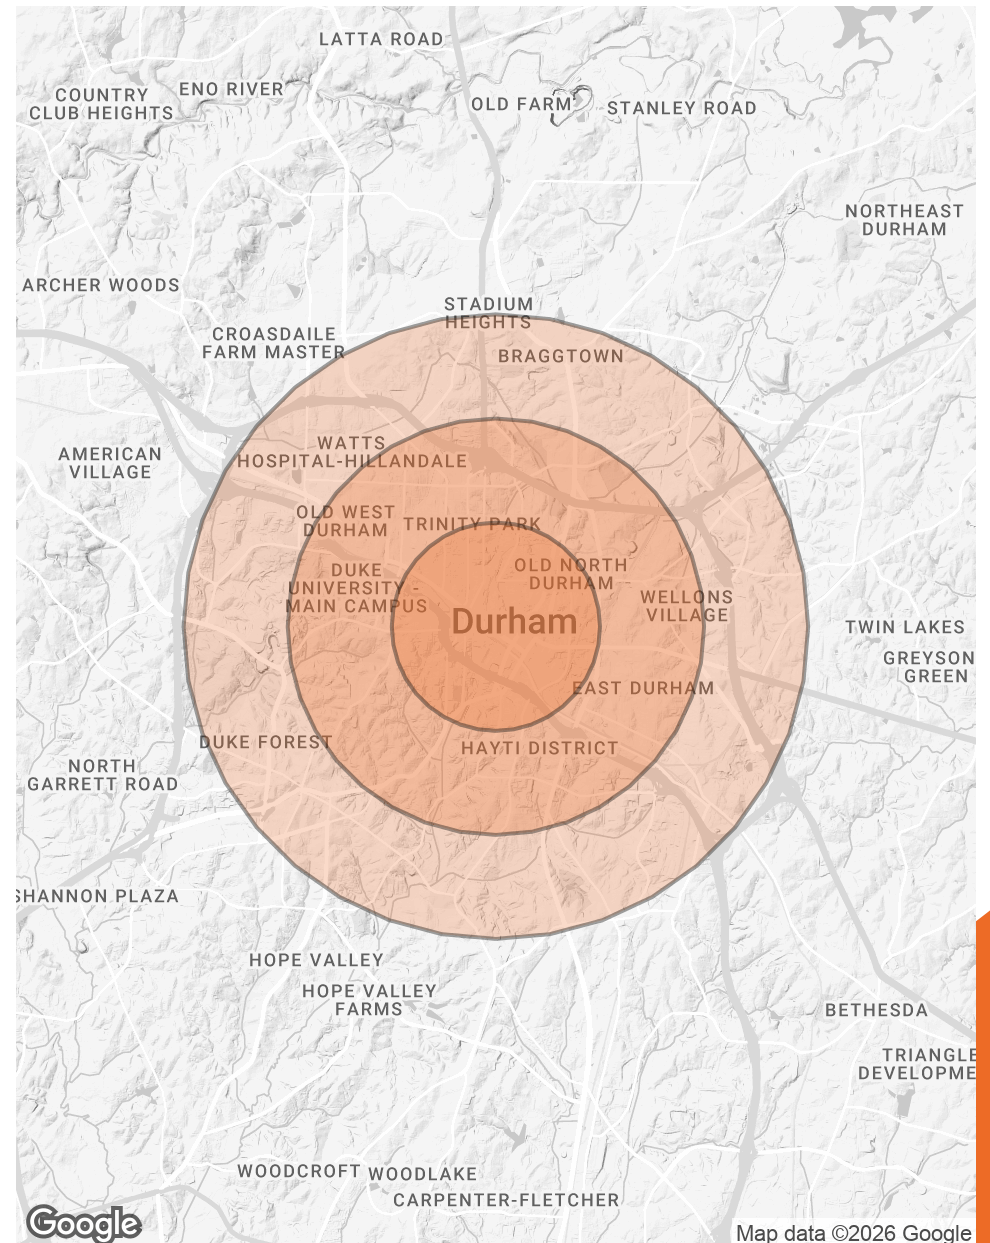 LATTA ROAD
ENO RIVER
COUNTRY
CLUB HEIGHTS
OLD FARM
STANLEY ROAD
NORTHEAST
DURHAM
ARCHER WOODS
STADIUM
HEIGHTS
CROASDAILE
FARM MASTER
BRAGGTOWN
WATTS
HOSPITAL-HILLANDALE
AMERICAN
VILLAGE
OLD WEST
DURHAM
TRINITY PARK
OLD NORTH
DURHAM
DUKE
UNIVERSITY -
MAIN CAMPUS
WELLONS
VILLAGE
Durham
TWIN LAKES
GREYSON
GREEN
EAST DURHAM
DUKE FOREST
HAYTI DISTRICT
NORTH
GARRETT ROAD
SHANNON PLAZA
HOPE VALLEY
HOPE VALLEY
FARMS
BETHESDA
TRIANGLE
DEVELOPME
WOODCROFT
WOODLAKE
CARPENTER-FLETCHER
Google
Map data ©2026 Google